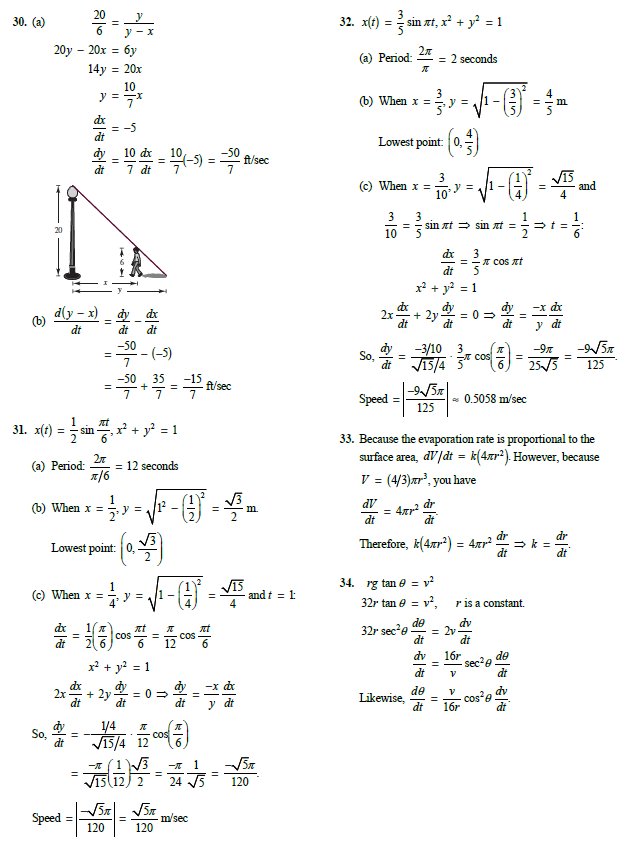 30. (a) 20/6 = y/(y − x)
20y − 20x = 6y
14y = 20x
y = 10/7 x
dx/dt = −5
dy/dt = 10/7 dx/dt = 10/7(−5) = −50/7 ft/sec
20
6
x
y
(b) d(y − x)/dt = dy/dt − dx/dt
= −50/7 − (−5)
= −50/7 + 35/7 = −15/7 ft/sec
31. x(t) = 1/2 sin πt/6, x² + y² = 1
(a) Period: 2π/(π/6) = 12 seconds
(b) When x = 1/2, y = √(1² − (1/2)²) = √3/2 m.
Lowest point: (0, √3/2)
(c) When x = 1/4, y = √(1 − (1/4)²) = √15/4 and t = 1:
dx/dt = 1/2(π/6) cos πt/6 = π/12 cos πt/6
x² + y² = 1
2x dx/dt + 2y dy/dt = 0 ⇒ dy/dt = −x/y dx/dt
So, dy/dt = −(1/4)/(√15/4) · π/12 cos(π/6)
= −π/√15 (1/12) √3/2 = −π/24 1/√5 = −√5π/120.
Speed = |−√5π/120| = √5π/120 m/sec
32. x(t) = 3/5 sin πt, x² + y² = 1
(a) Period: 2π/π = 2 seconds
(b) When x = 3/5, y = √(1 − (3/5)²) = 4/5 m.
Lowest point: (0, 4/5)
(c) When x = 3/10, y = √(1 − (1/4)²) = √15/4 and
3/10 = 3/5 sin πt ⇒ sin πt = 1/2 ⇒ t = 1/6:
dx/dt = 3/5 π cos πt
x² + y² = 1
2x dx/dt + 2y dy/dt = 0 ⇒ dy/dt = −x/y dx/dt
So, dy/dt = (−3/10)/(√15/4) · 3/5 π cos(π/6) = −9π/25√5 = −9√5π/125.
Speed = |−9√5π/125| ≈ 0.5058 m/sec
33. Because the evaporation rate is proportional to the
surface area, dV/dt = k(4πr²). However, because
V = (4/3)πr³, you have
dV/dt = 4πr² dr/dt.
Therefore, k(4πr²) = 4πr² dr/dt ⇒ k = dr/dt.
34. rg tan θ = v²
32r tan θ = v², r is a constant.
32r sec²θ dθ/dt = 2v dv/dt
dv/dt = 16r/v sec²θ dθ/dt
Likewise, dθ/dt = v/16r cos²θ dv/dt.